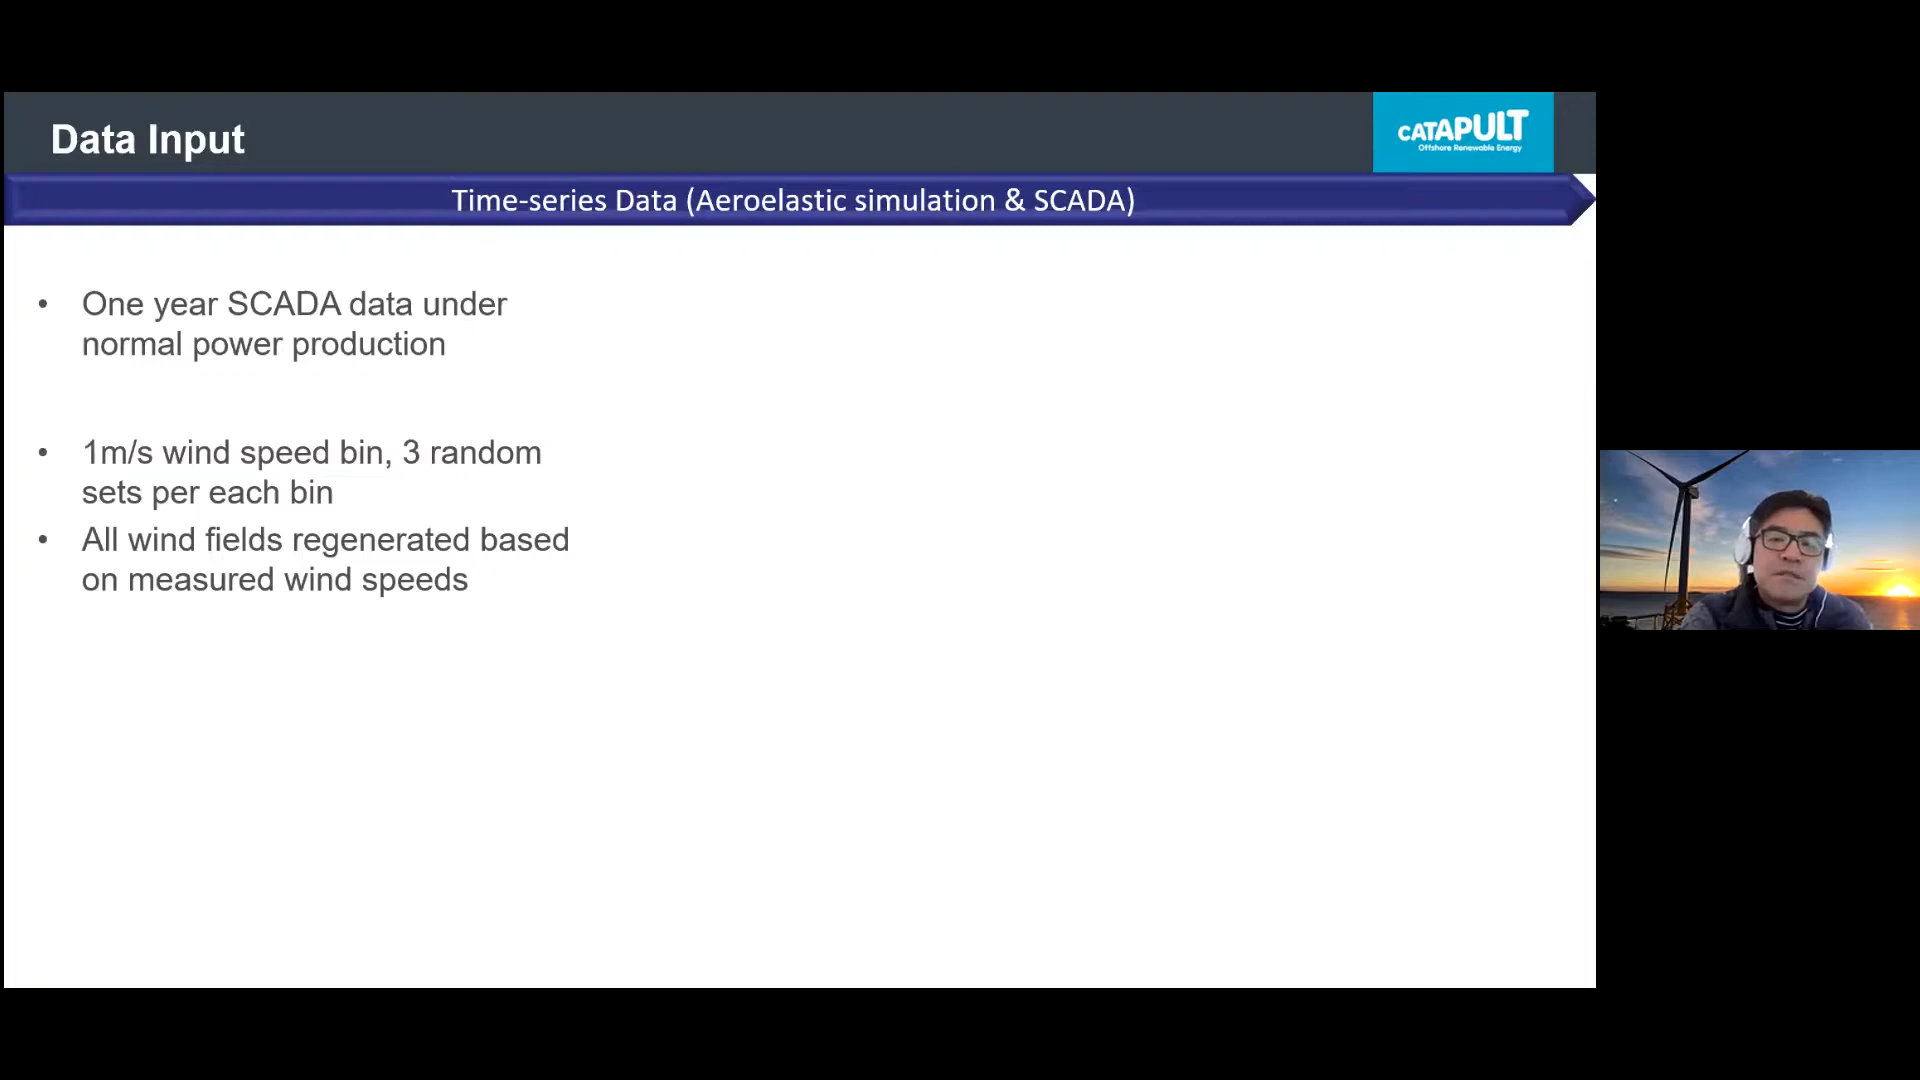 Data Input
CATAPULT
Offshore Renewable Energy
Time-series Data (Aeroelastic simulation & SCADA)
• One year SCADA data under
normal power production
• 1m/s wind speed bin, 3 random
sets per each bin
• All wind fields regenerated based
on measured wind speeds